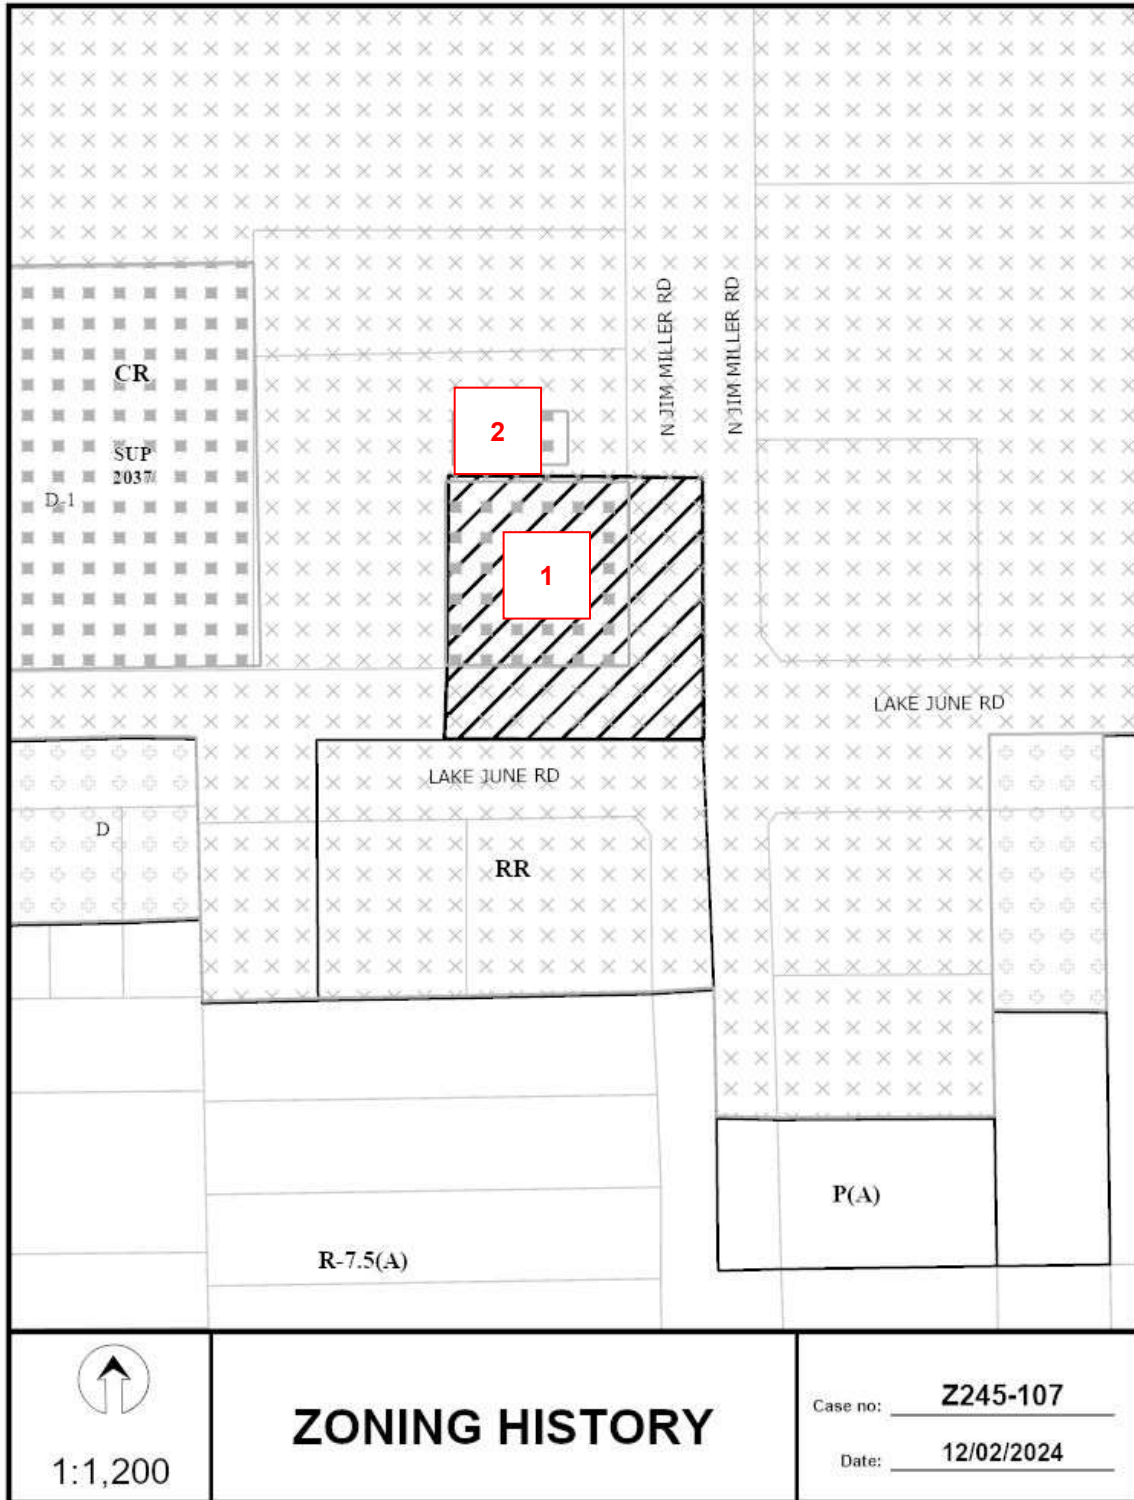 N JIM MILLER RD
N JIM MILLER RD
CR
SUP
2037
D-1
2
1
LAKE JUNE RD
LAKE JUNE RD
D
RR
P(A)
R-7.5(A)
1:1,200
ZONING HISTORY
Case no: Z245-107
Date: 12/02/2024